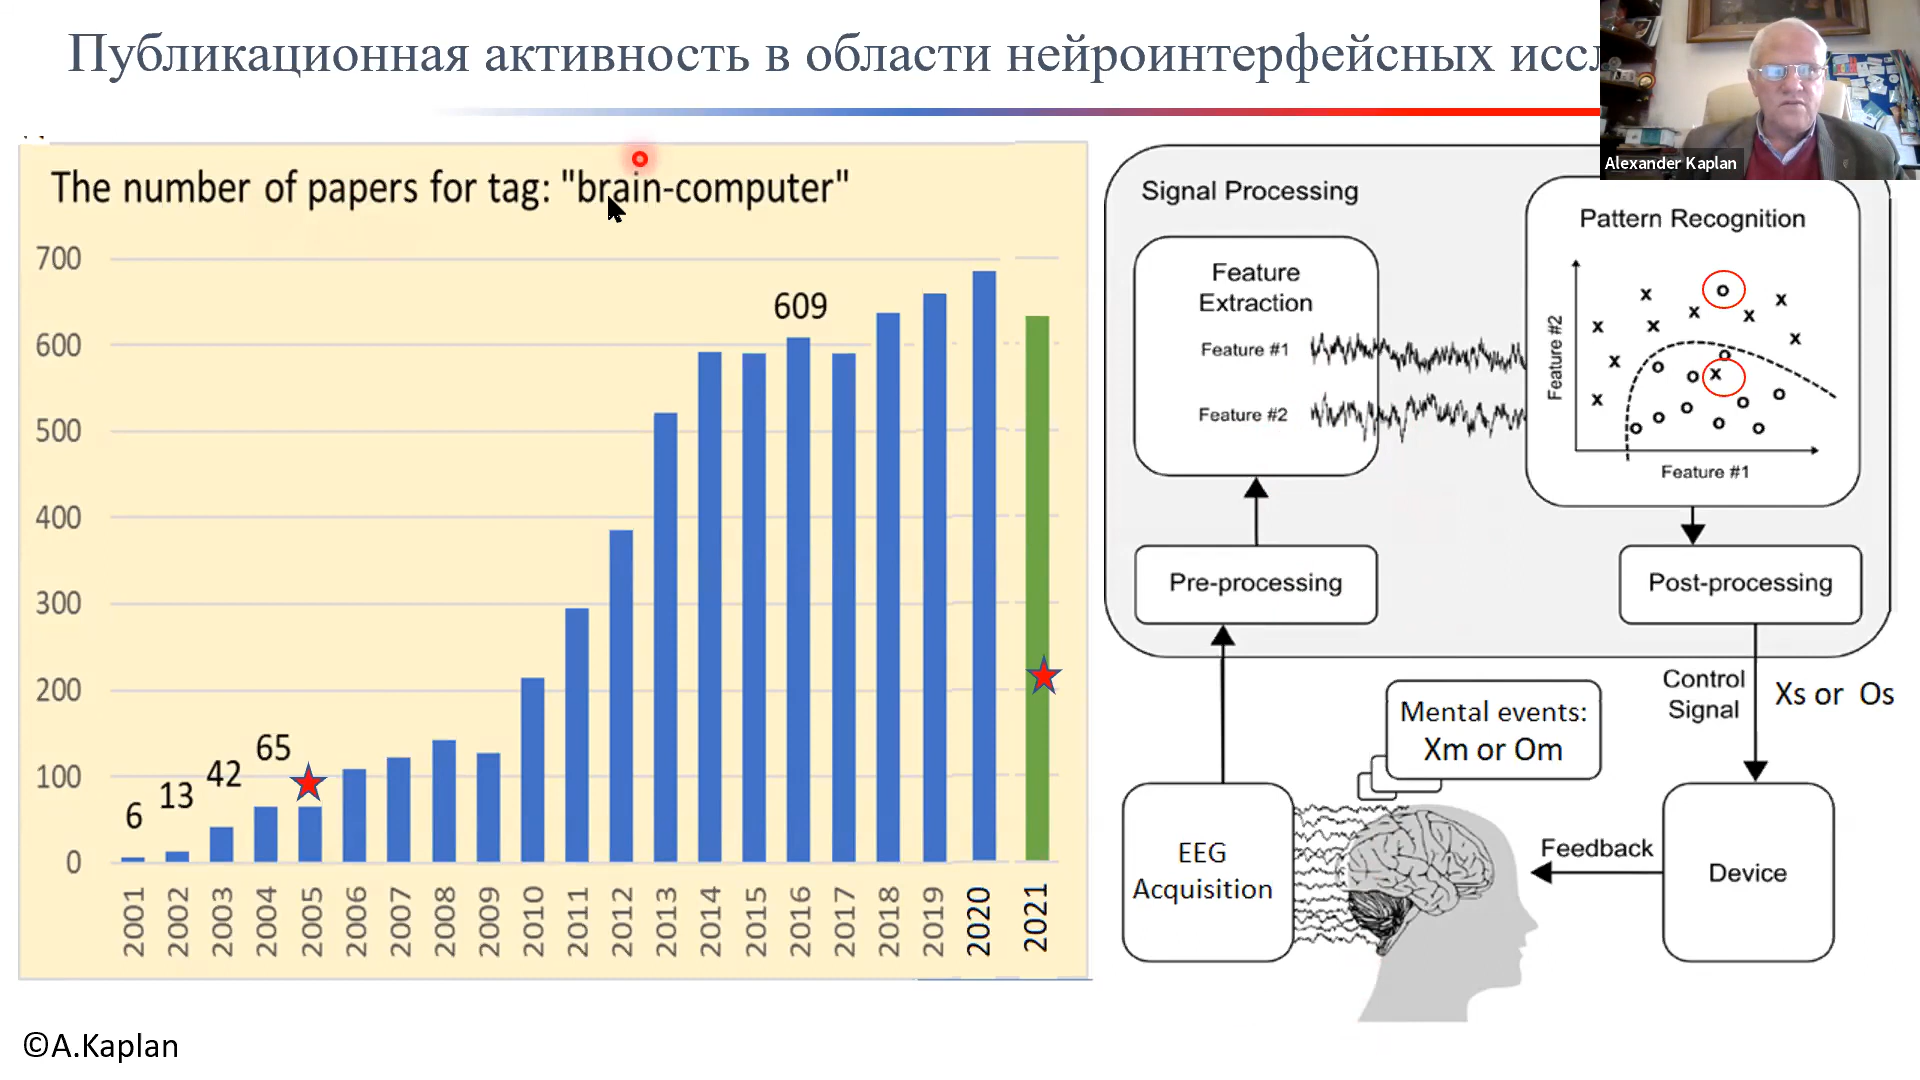 Публикационная активность в области нейроинтерфейсных иссл
Alexander Kaplan
The number of papers for tag: "brain-computer"
700
600
500
400
300
200
100
0
6
13
42
65
609
2001
2002
2003
2004
2005
2006
2007
2008
2009
2010
2011
2012
2013
2014
2015
2016
2017
2018
2019
2020
2021
Signal Processing
Feature
Extraction
Feature #1
Feature #2
Pattern Recognition
Feature #2
Feature #1
Pre-processing
Post-processing
Control
Signal
Xs or Os
Mental events:
Xm or Om
EEG
Acquisition
Feedback
Device
©A.Kaplan